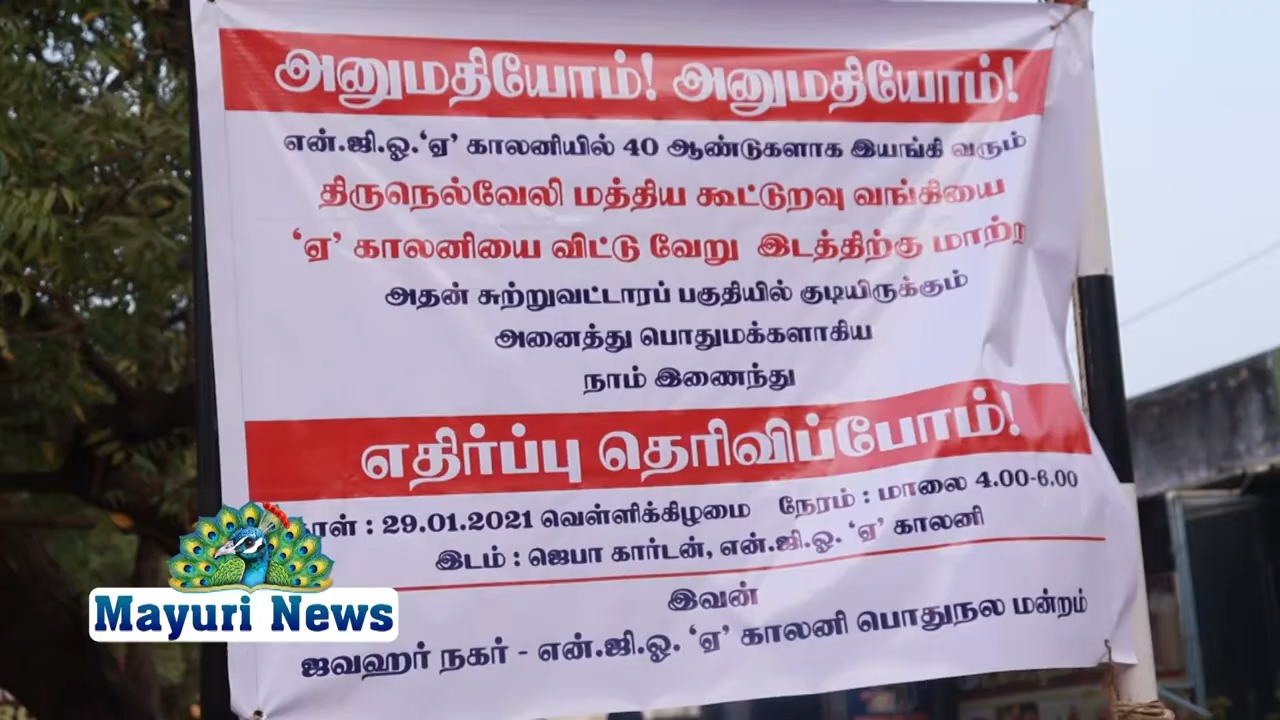 அனுமதியோம்! அனுமதியோம்!
என்.ஜி.ஓ.‘ஏ’ காலனியில் 40 ஆண்டுகளாக இயங்கி வரும்
திருநெல்வேலி மத்திய கூட்டுறவு வங்கியை
‘ஏ’ காலனியை விட்டு வேறு இடத்திற்கு மாற்ற
அதன் சுற்றுவட்டாரப் பகுதியில் குடியிருக்கும்
அனைத்து பொதுமக்களாகிய
நாம் இணைந்து
எதிர்ப்பு தெரிவிப்போம்!
: 29.01.2021 வெள்ளிக்கிழமை நேரம் : மாலை 4.00-6.00
இடம் : ஜெபா கார்டன், என்.ஜி.ஓ. ‘ஏ’ காலனி
இவன்
ஜவஹர் நகர் - என்.ஜி.ஓ. ‘ஏ’ காலனி பொதுநல மன்றம்
Mayuri News